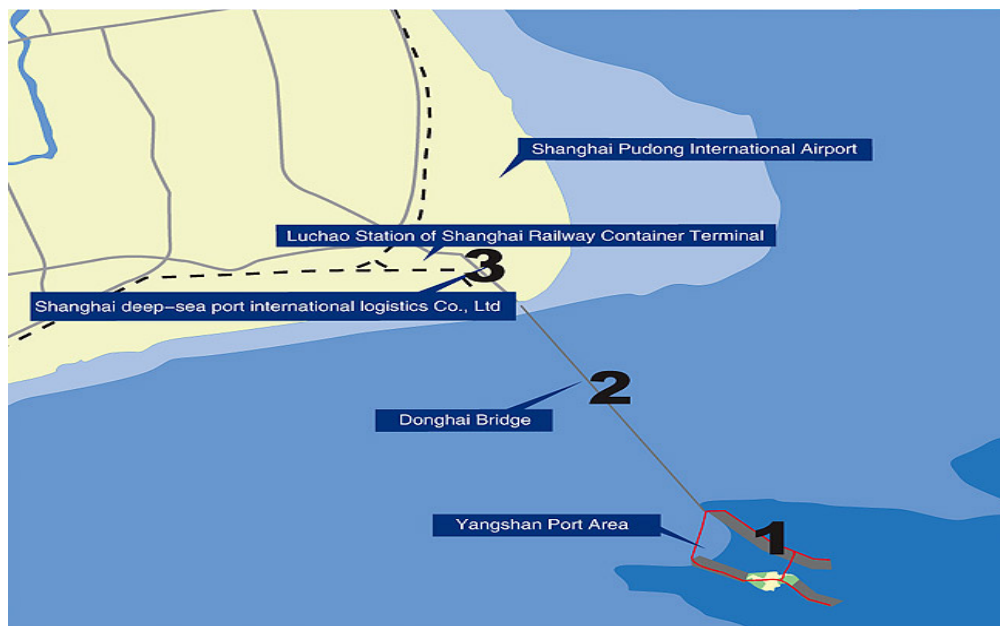 Shanghai Pudong International Airport
Luchao Station of Shanghai Railway Container Terminal
3
Shanghai deep-sea port international logistics Co., Ltd
2
Donghai Bridge
Yangshan Port Area
1